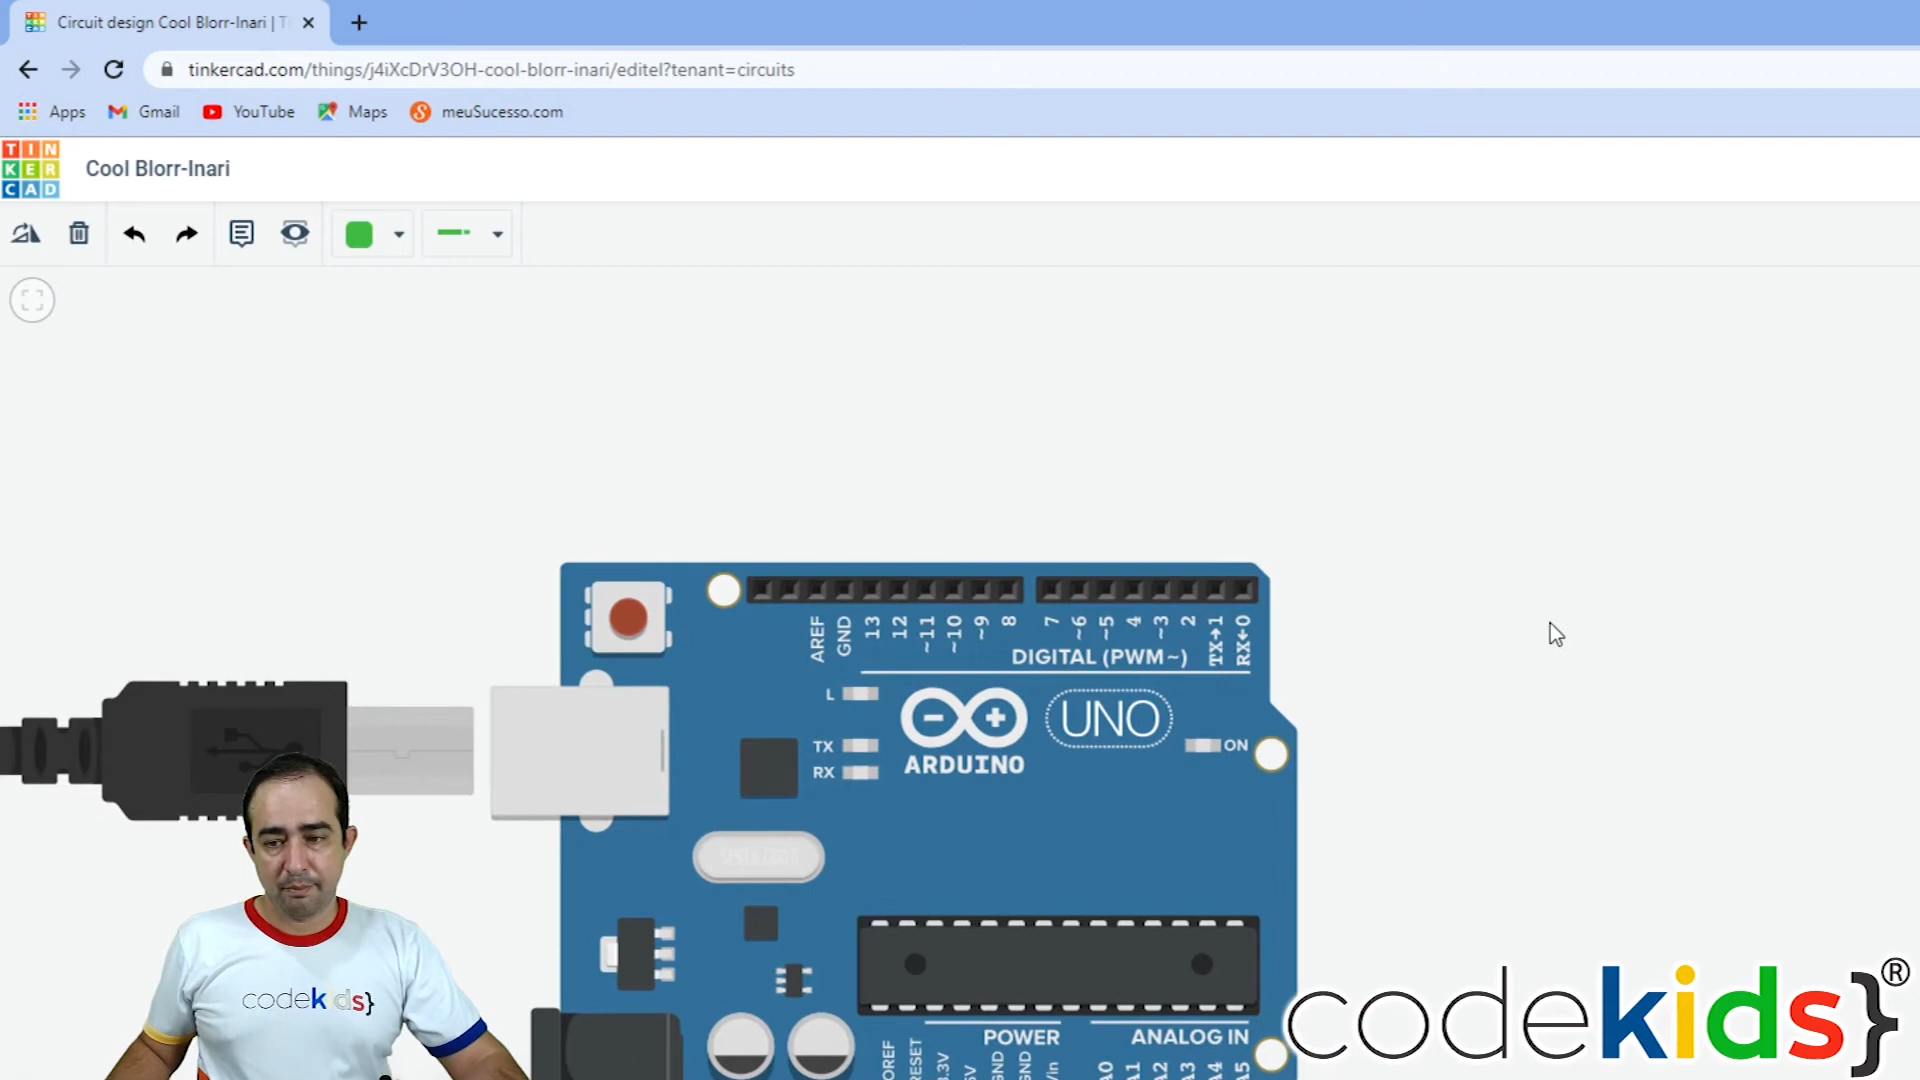 Circuit design Cool Blorr-Inari | T
tinkercad.com/things/j4iXcDrV3OH-cool-blorr-inari/editel?tenant=circuits
Apps
Gmail
YouTube
Maps
meuSucesso.com
TIN
KER
CAD
Cool Blorr-Inari
AREF
GND
13
12
~11
~10
~9
8
7
~6
~5
4
~3
2
TX→1
RX←0
DIGITAL (PWM~)
L
TX
RX
ARDUINO
UNO
ON
codekids}
POWER
ANALOG IN
IOREF
RESET
3.3V
5V
GND
GND
Vin
A0
A1
A2
A3
A4
A5
codekids}®